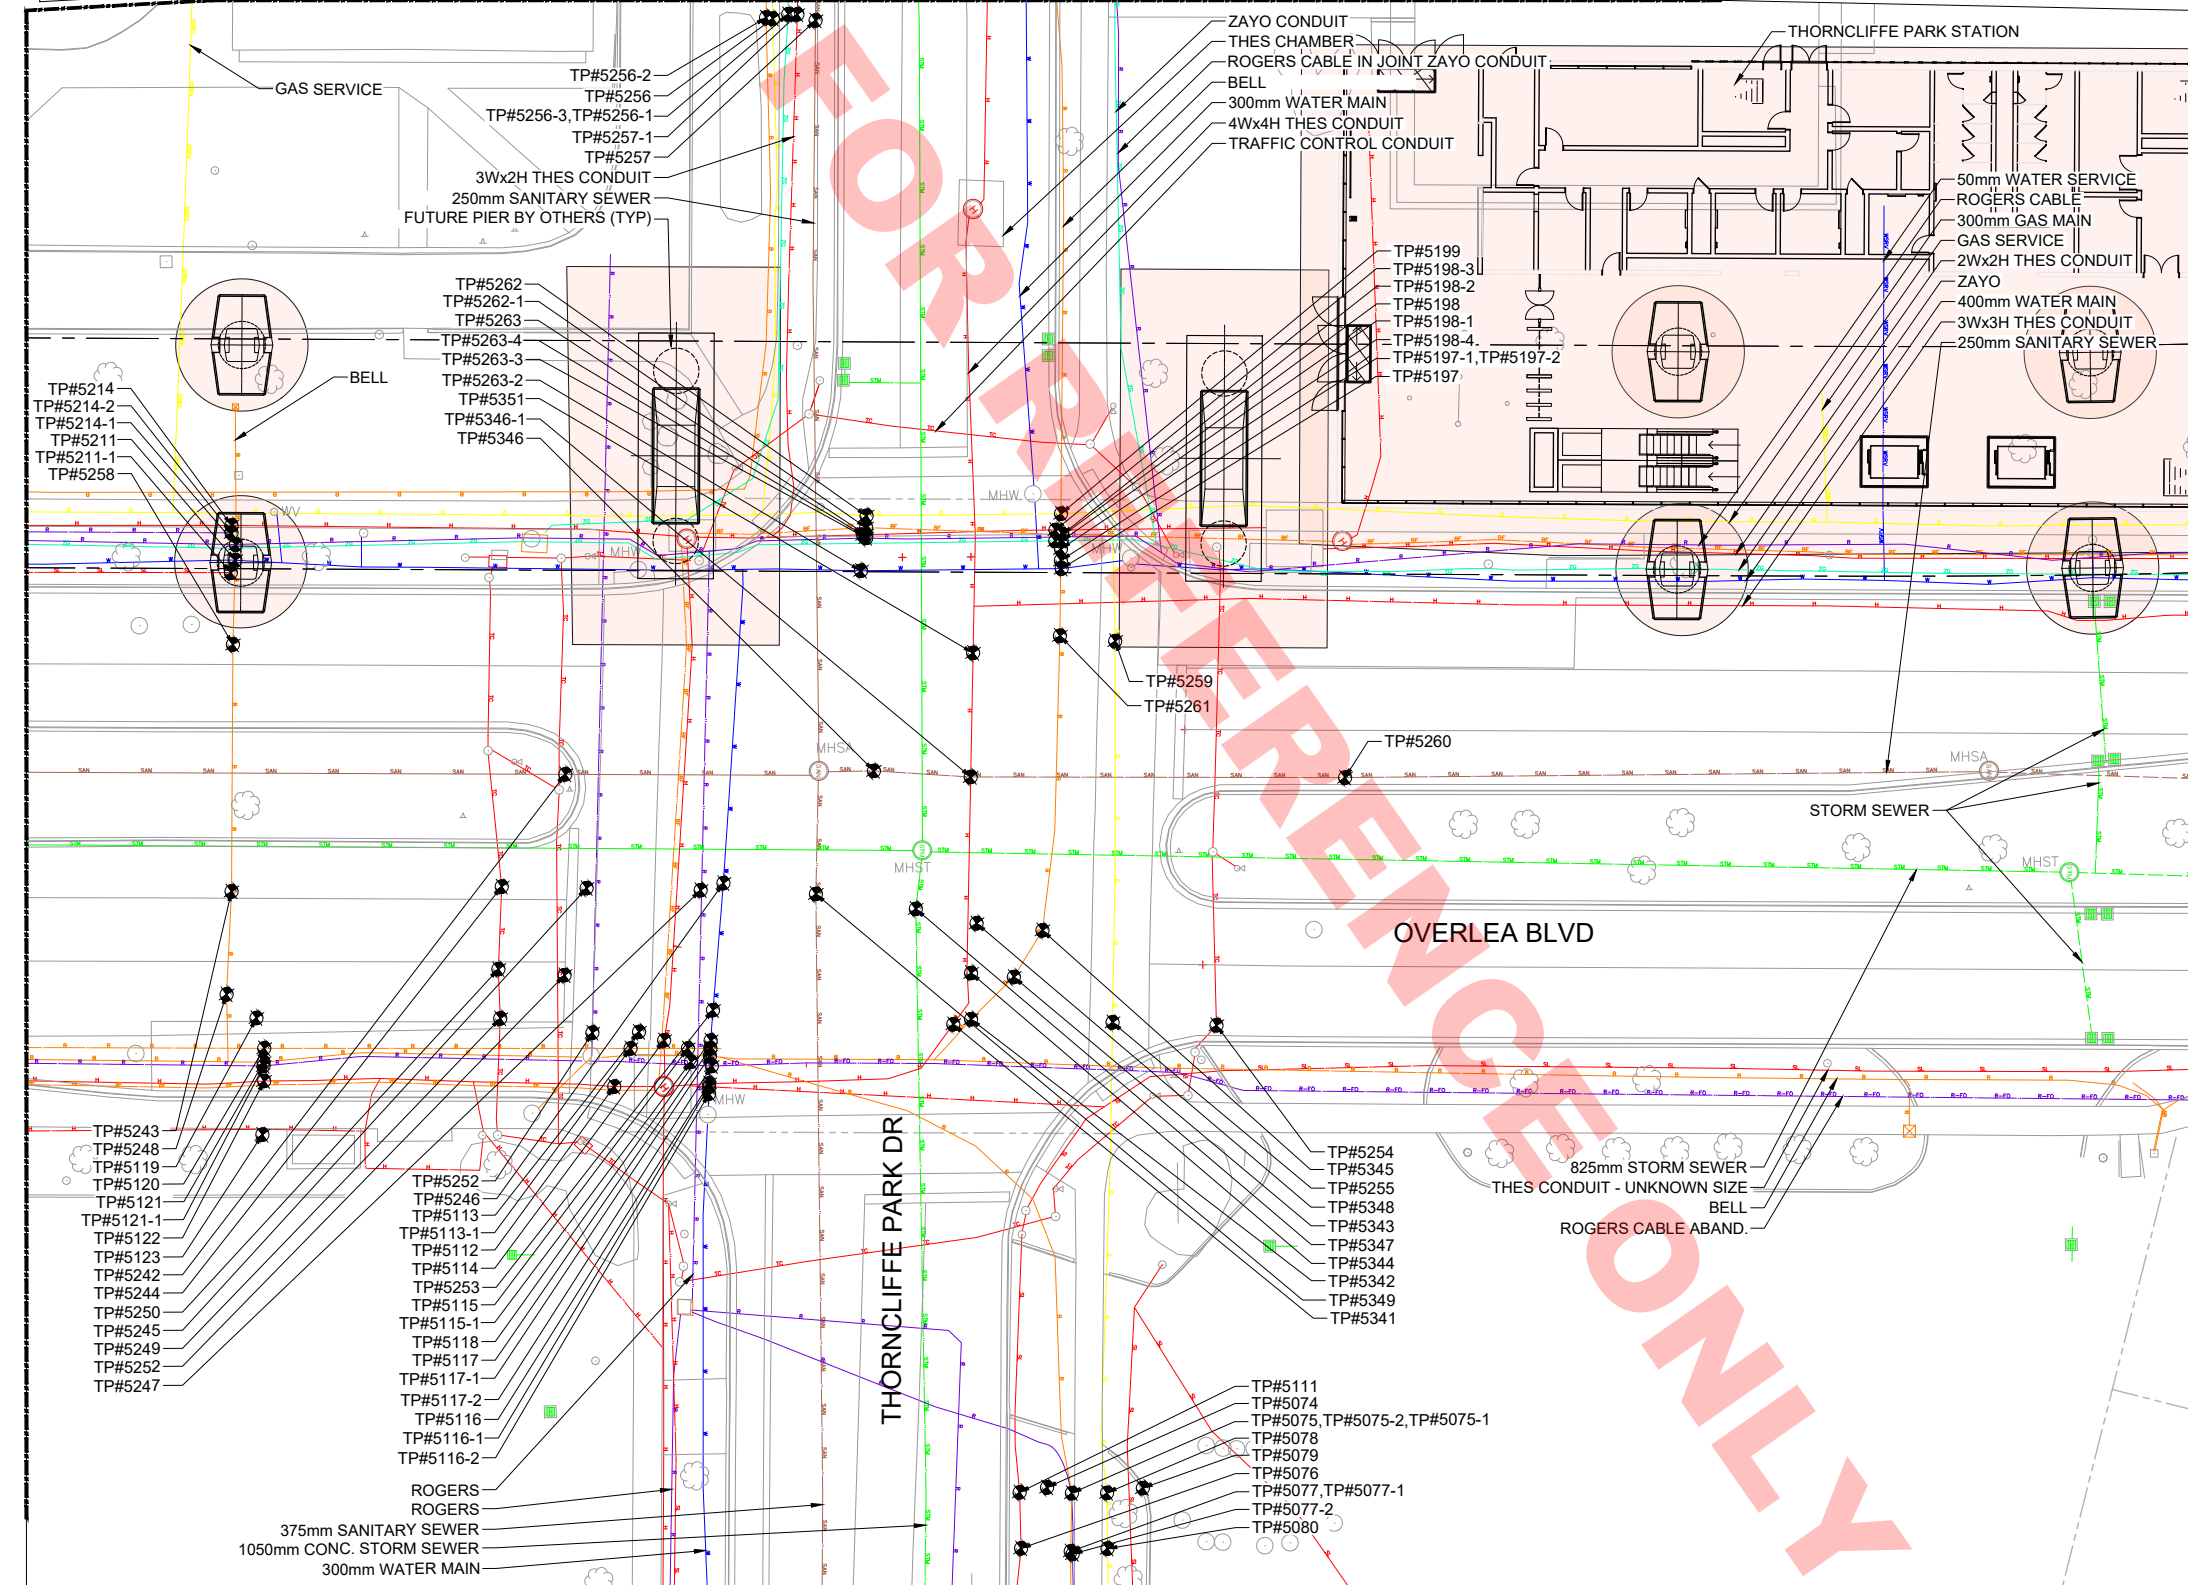 ZAYO CONDUIT
THES CHAMBER
ROGERS CABLE IN JOINT ZAYO CONDUIT
BELL
300mm WATER MAIN
4Wx4H THES CONDUIT
TRAFFIC CONTROL CONDUIT
THORNCLIFFE PARK STATION
GAS SERVICE
TP#5256-2
TP#5256
TP#5256-3,TP#5256-1
TP#5257-1
TP#5257
3Wx2H THES CONDUIT
250mm SANITARY SEWER
FUTURE PIER BY OTHERS (TYP)
50mm WATER SERVICE
ROGERS CABLE
300mm GAS MAIN
GAS SERVICE
2Wx2H THES CONDUIT
ZAYO
400mm WATER MAIN
3Wx3H THES CONDUIT
250mm SANITARY SEWER
TP#5262
TP#5262-1
TP#5263
TP#5263-4
TP#5263-3
TP#5263-2
TP#5351
TP#5346-1
TP#5346
TP#5199
TP#5198-3
TP#5198-2
TP#5198
TP#5198-1
TP#5198-4
TP#5197-1,TP#5197-2
TP#5197
BELL
TP#5214
TP#5214-2
TP#5214-1
TP#5211
TP#5211-1
TP#5258
WV
MHW
MHW
MHW
TP#5259
TP#5261
TP#5260
MHSA
MHSA
STORM SEWER
MHST
MHST
OVERLEA BLVD
FOR REFERENCE ONLY
MHW
THORNCLIFFE PARK DR
TP#5243
TP#5248
TP#5119
TP#5120
TP#5121
TP#5121-1
TP#5122
TP#5123
TP#5242
TP#5244
TP#5250
TP#5245
TP#5249
TP#5252
TP#5247
TP#5252
TP#5246
TP#5113
TP#5113-1
TP#5112
TP#5114
TP#5253
TP#5115
TP#5115-1
TP#5118
TP#5117
TP#5117-1
TP#5117-2
TP#5116
TP#5116-1
TP#5116-2
ROGERS
ROGERS
375mm SANITARY SEWER
1050mm CONC. STORM SEWER
300mm WATER MAIN
TP#5254
TP#5345
TP#5255
TP#5348
TP#5343
TP#5347
TP#5344
TP#5342
TP#5349
TP#5341
825mm STORM SEWER
THES CONDUIT - UNKNOWN SIZE
BELL
ROGERS CABLE ABAND.
TP#5111
TP#5074
TP#5075,TP#5075-2,TP#5075-1
TP#5078
TP#5079
TP#5076
TP#5077,TP#5077-1
TP#5077-2
TP#5080